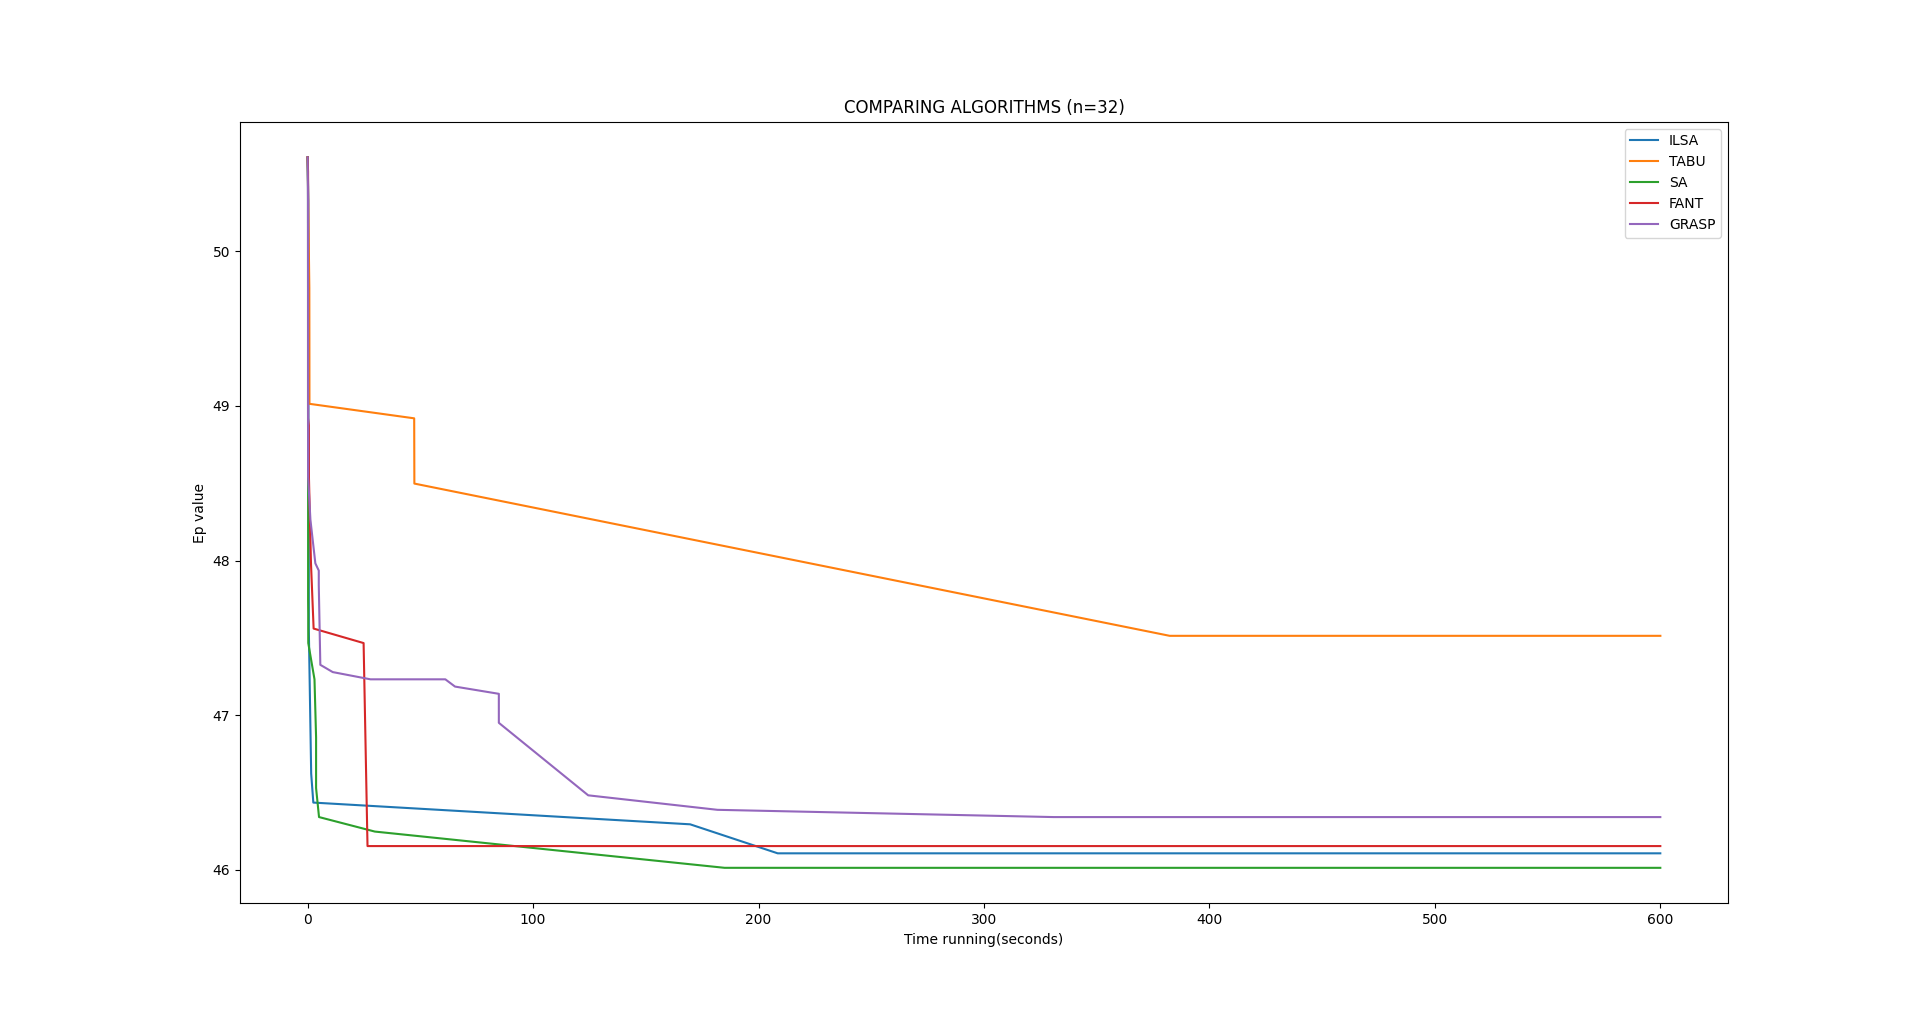 COMPARING ALGORITHMS (n=32)
ILSA
TABU
SA
FANT
GRASP
50
49
48
47
46
Ep value
0 100 200 300 400 500 600
Time running(seconds)